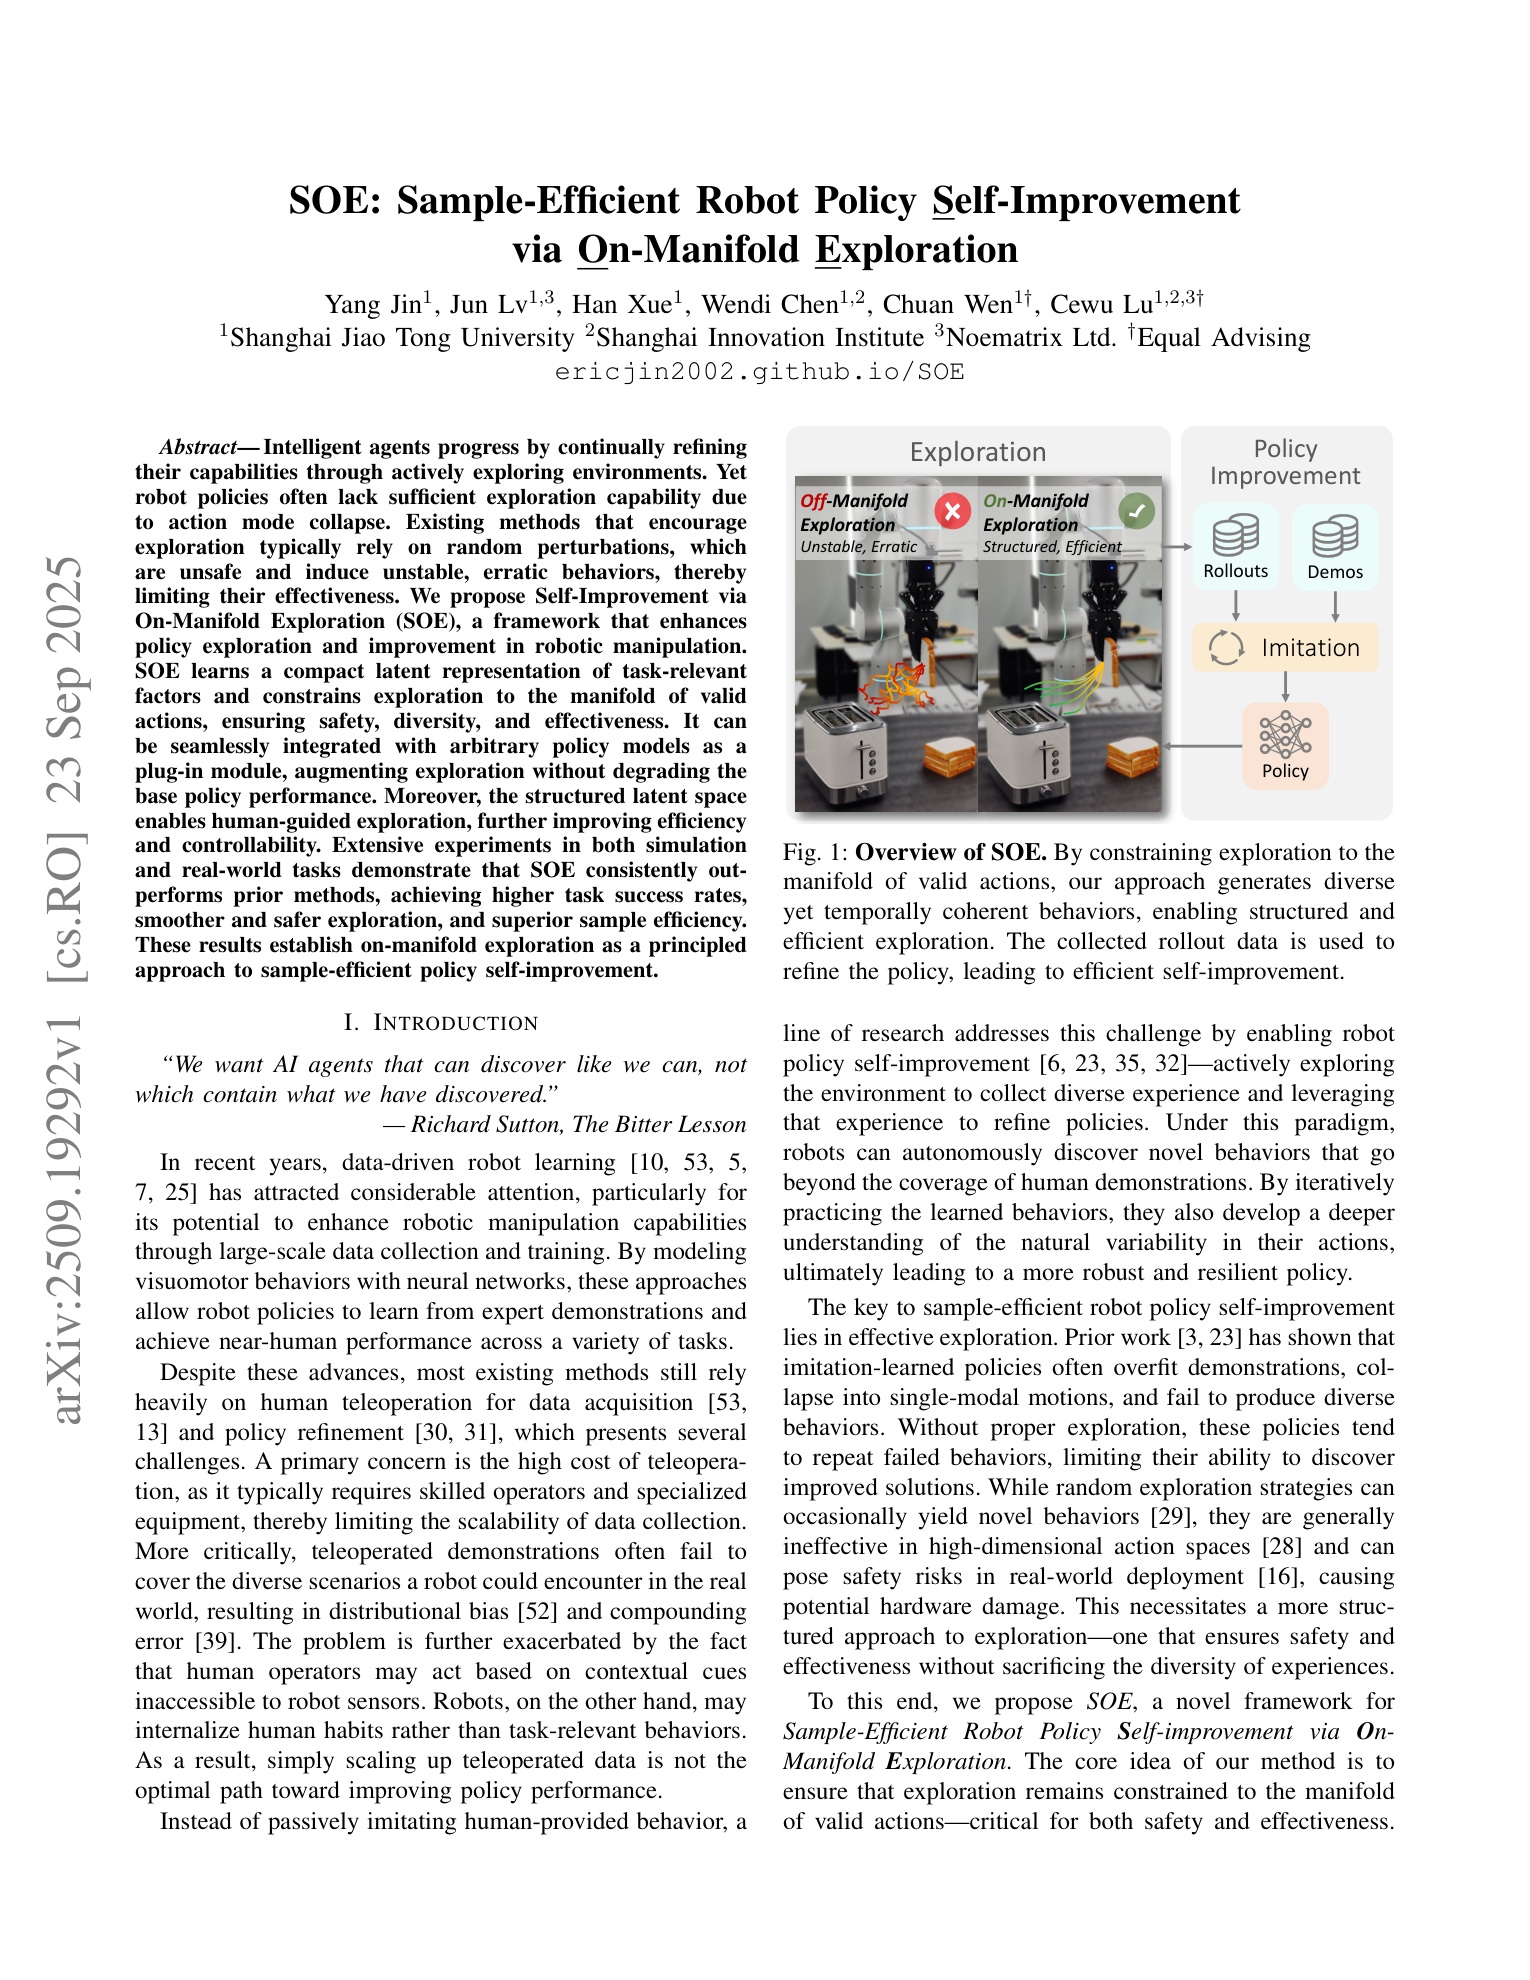 SOE: Sample-Efficient Robot Policy Self-Improvement
via On-Manifold Exploration
Yang Jin1, Jun Lv1,3, Han Xue1, Wendi Chen1,2, Chuan Wen1†, Cewu Lu1,2,3†
1Shanghai Jiao Tong University 2Shanghai Innovation Institute 3Noematrix Ltd. †Equal Advising
ericjin2002.github.io/SOE
arXiv:2509.19292v1 [cs.RO] 23 Sep 2025
Abstract—Intelligent agents progress by continually refining
their capabilities through actively exploring environments. Yet
robot policies often lack sufficient exploration capability due
to action mode collapse. Existing methods that encourage
exploration typically rely on random perturbations, which
are unsafe and induce unstable, erratic behaviors, thereby
limiting their effectiveness. We propose Self-Improvement via
On-Manifold Exploration (SOE), a framework that enhances
policy exploration and improvement in robotic manipulation.
SOE learns a compact latent representation of task-relevant
factors and constrains exploration to the manifold of valid
actions, ensuring safety, diversity, and effectiveness. It can
be seamlessly integrated with arbitrary policy models as a
plug-in module, augmenting exploration without degrading the
base policy performance. Moreover, the structured latent space
enables human-guided exploration, further improving efficiency
and controllability. Extensive experiments in both simulation
and real-world tasks demonstrate that SOE consistently out-
performs prior methods, achieving higher task success rates,
smoother and safer exploration, and superior sample efficiency.
These results establish on-manifold exploration as a principled
approach to sample-efficient policy self-improvement.
I. INTRODUCTION
“We want AI agents that can discover like we can, not
which contain what we have discovered.”
— Richard Sutton, The Bitter Lesson
In recent years, data-driven robot learning [10, 53, 5,
7, 25] has attracted considerable attention, particularly for
its potential to enhance robotic manipulation capabilities
through large-scale data collection and training. By modeling
visuomotor behaviors with neural networks, these approaches
allow robot policies to learn from expert demonstrations and
achieve near-human performance across a variety of tasks.
Despite these advances, most existing methods still rely
heavily on human teleoperation for data acquisition [53,
13] and policy refinement [30, 31], which presents several
challenges. A primary concern is the high cost of teleopera-
tion, as it typically requires skilled operators and specialized
equipment, thereby limiting the scalability of data collection.
More critically, teleoperated demonstrations often fail to
cover the diverse scenarios a robot could encounter in the real
world, resulting in distributional bias [52] and compounding
error [39]. The problem is further exacerbated by the fact
that human operators may act based on contextual cues
inaccessible to robot sensors. Robots, on the other hand, may
internalize human habits rather than task-relevant behaviors.
As a result, simply scaling up teleoperated data is not the
optimal path toward improving policy performance.
Instead of passively imitating human-provided behavior, a
Exploration
Off-Manifold
Exploration
Unstable, Erratic
On-Manifold
Exploration
Structured, Efficient
Policy
Improvement
Rollouts
Demos
Imitation
Policy
Fig. 1: Overview of SOE. By constraining exploration to the
manifold of valid actions, our approach generates diverse
yet temporally coherent behaviors, enabling structured and
efficient exploration. The collected rollout data is used to
refine the policy, leading to efficient self-improvement.
line of research addresses this challenge by enabling robot
policy self-improvement [6, 23, 35, 32]—actively exploring
the environment to collect diverse experience and leveraging
that experience to refine policies. Under this paradigm,
robots can autonomously discover novel behaviors that go
beyond the coverage of human demonstrations. By iteratively
practicing the learned behaviors, they also develop a deeper
understanding of the natural variability in their actions,
ultimately leading to a more robust and resilient policy.
The key to sample-efficient robot policy self-improvement
lies in effective exploration. Prior work [3, 23] has shown that
imitation-learned policies often overfit demonstrations, col-
lapse into single-modal motions, and fail to produce diverse
behaviors. Without proper exploration, these policies tend
to repeat failed behaviors, limiting their ability to discover
improved solutions. While random exploration strategies can
occasionally yield novel behaviors [29], they are generally
ineffective in high-dimensional action spaces [28] and can
pose safety risks in real-world deployment [16], causing
potential hardware damage. This necessitates a more struc-
tured approach to exploration—one that ensures safety and
effectiveness without sacrificing the diversity of experiences.
To this end, we propose SOE, a novel framework for
Sample-Efficient Robot Policy Self-improvement via On-
Manifold Exploration. The core idea of our method is to
ensure that exploration remains constrained to the manifold
of valid actions—critical for both safety and effectiveness.